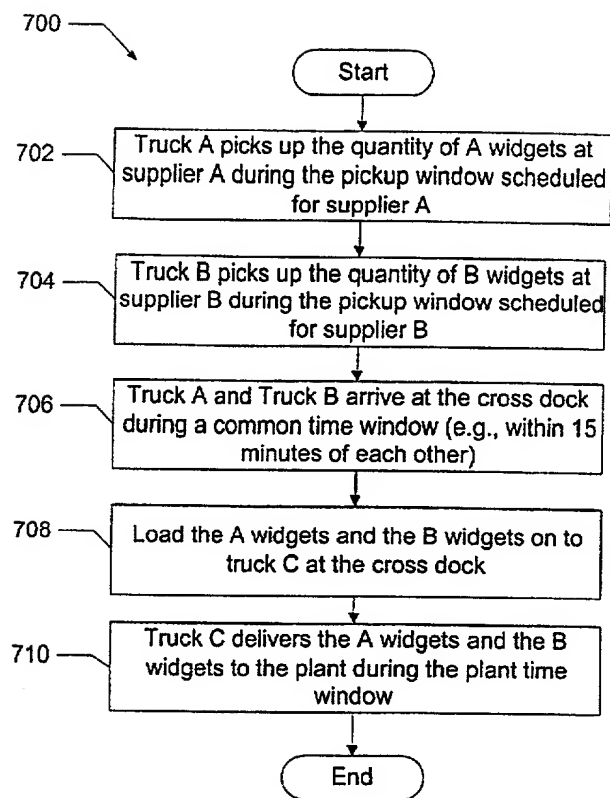 700
Start
702
Truck A picks up the quantity of A widgets at
supplier A during the pickup window scheduled
for supplier A
704
Truck B picks up the quantity of B widgets at
supplier B during the pickup window scheduled
for supplier B
706
Truck A and Truck B arrive at the cross dock
during a common time window (e.g., within 15
minutes of each other)
708
Load the A widgets and the B widgets on to
truck C at the cross dock
710
Truck C delivers the A widgets and the B
widgets to the plant during the plant time
window
End